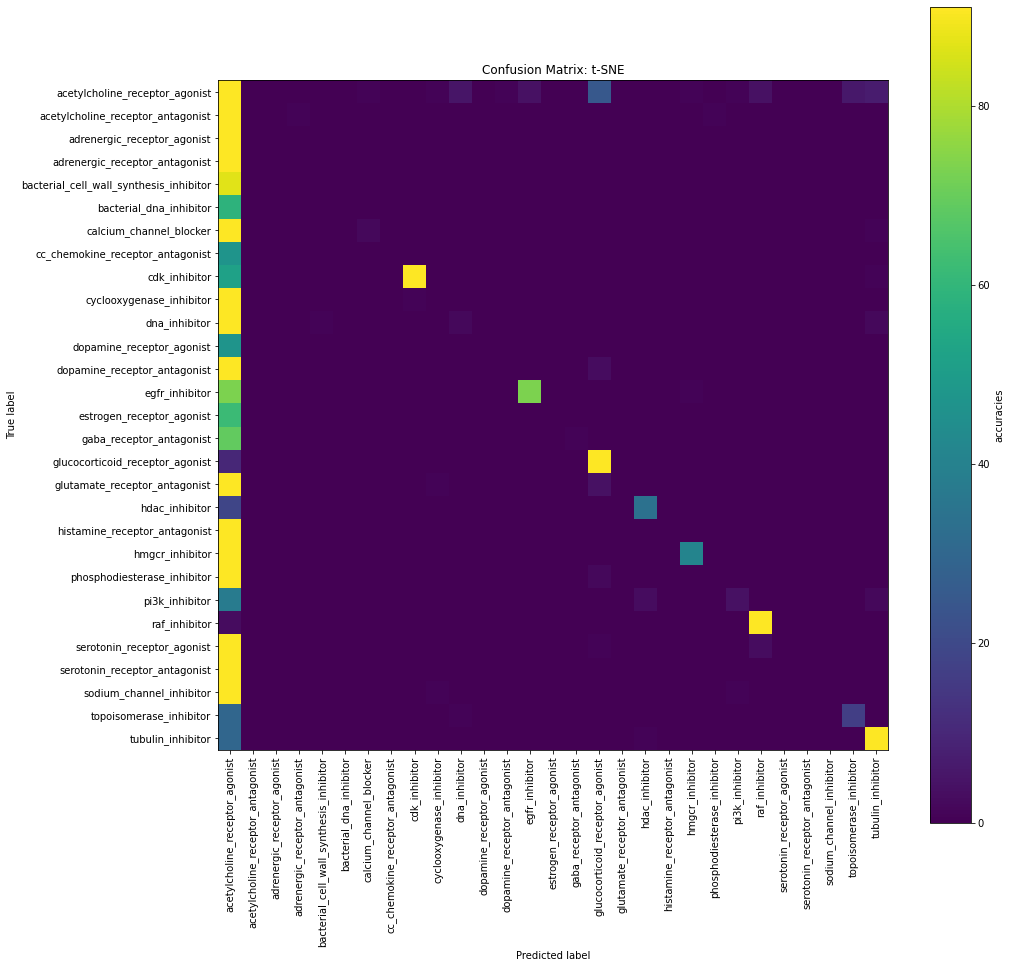 Confusion Matrix: t-SNE
True label
acetylcholine_receptor_agonist
acetylcholine_receptor_antagonist
adrenergic_receptor_agonist
adrenergic_receptor_antagonist
bacterial_cell_wall_synthesis_inhibitor
bacterial_dna_inhibitor
calcium_channel_blocker
cc_chemokine_receptor_antagonist
cdk_inhibitor
cyclooxygenase_inhibitor
dna_inhibitor
dopamine_receptor_agonist
dopamine_receptor_antagonist
egfr_inhibitor
estrogen_receptor_agonist
gaba_receptor_antagonist
glucocorticoid_receptor_agonist
glutamate_receptor_antagonist
hdac_inhibitor
histamine_receptor_antagonist
hmgcr_inhibitor
phosphodiesterase_inhibitor
pi3k_inhibitor
raf_inhibitor
serotonin_receptor_agonist
serotonin_receptor_antagonist
sodium_channel_inhibitor
topoisomerase_inhibitor
tubulin_inhibitor
acetylcholine_receptor_agonist
acetylcholine_receptor_antagonist
adrenergic_receptor_agonist
adrenergic_receptor_antagonist
bacterial_cell_wall_synthesis_inhibitor
bacterial_dna_inhibitor
calcium_channel_blocker
cc_chemokine_receptor_antagonist
cdk_inhibitor
cyclooxygenase_inhibitor
dna_inhibitor
dopamine_receptor_agonist
dopamine_receptor_antagonist
egfr_inhibitor
estrogen_receptor_agonist
gaba_receptor_antagonist
glucocorticoid_receptor_agonist
glutamate_receptor_antagonist
hdac_inhibitor
histamine_receptor_antagonist
hmgcr_inhibitor
phosphodiesterase_inhibitor
pi3k_inhibitor
raf_inhibitor
serotonin_receptor_agonist
serotonin_receptor_antagonist
sodium_channel_inhibitor
topoisomerase_inhibitor
tubulin_inhibitor
Predicted label
80
60
40
20
0
accuracies